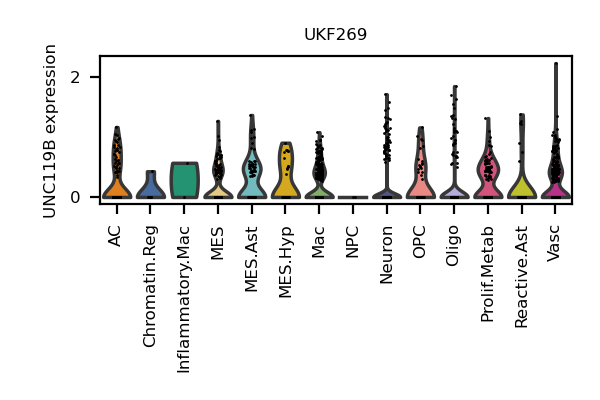 UKF269
UNC119B expression
2
0
AC
Chromatin.Reg
Inflammatory.Mac
MES
MES.Ast
MES.Hyp
Mac
NPC
Neuron
OPC
Oligo
Prolif.Metab
Reactive.Ast
Vasc